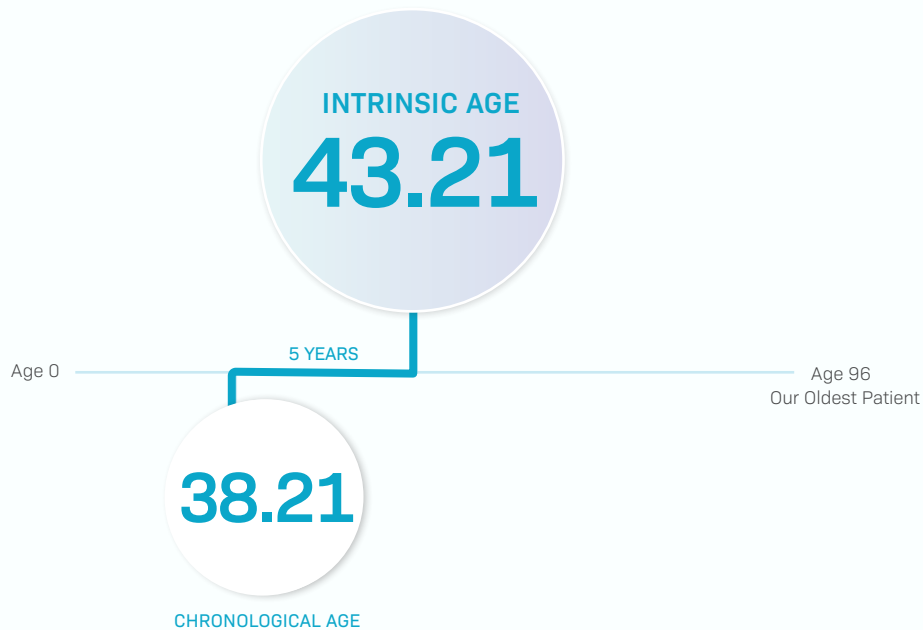 INTRINSIC AGE
43.21
5 YEARS
Age 0
Age 96
Our Oldest Patient
38.21
CHRONOLOGICAL AGE